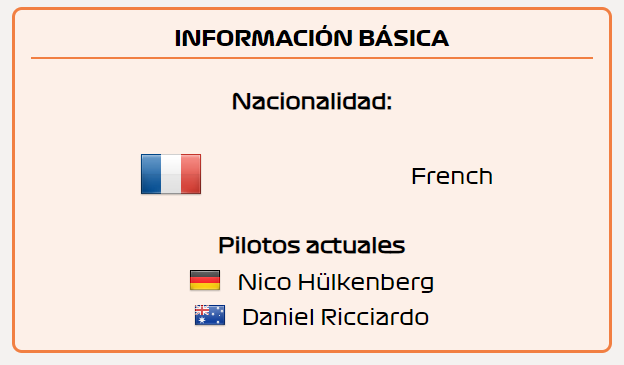 INFORMACIÓN BÁSICA
Nacionalidad:
French
Pilotos actuales
Nico Hülkenberg
Daniel Ricciardo